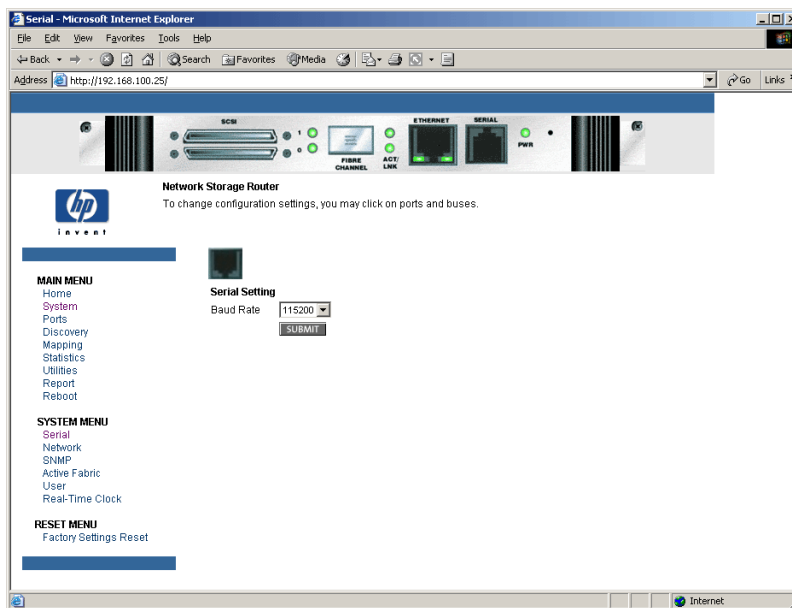 Serial - Microsoft Internet Explorer
File Edit View Favorites Tools Help
Back Search Favorites Media
Address http://192.168.100.25/ Go Links
SCSI 1 0 FIBRE CHANNEL ACT/LNK ETHERNET SERIAL PWR
hp
invent
Network Storage Router
To change configuration settings, you may click on ports and buses.
Serial Setting
Baud Rate 115200
SUBMIT
MAIN MENU
Home
System
Ports
Discovery
Mapping
Statistics
Utilities
Report
Reboot
SYSTEM MENU
Serial
Network
SNMP
Active Fabric
User
Real-Time Clock
RESET MENU
Factory Settings Reset
Internet